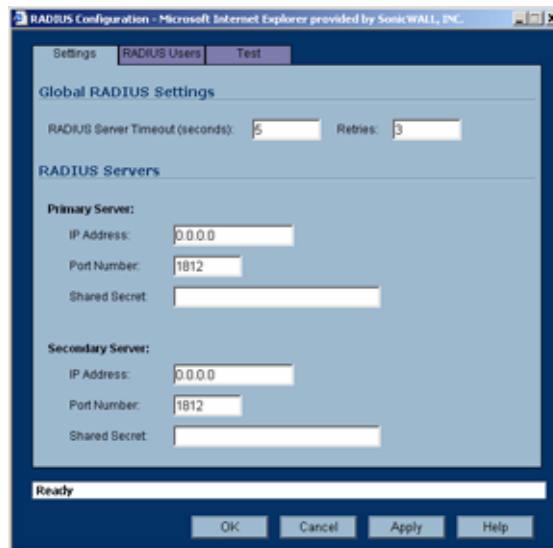 RADIUS Configuration - Microsoft Internet Explorer provided by SonicWALL, INC.
Settings RADIUS Users Test
Global RADIUS Settings
RADIUS Server Timeout (seconds): 5 Retries: 3
RADIUS Servers
Primary Server:
IP Address: 0.0.0.0
Port Number: 1812
Shared Secret:
Secondary Server:
IP Address: 0.0.0.0
Port Number: 1812
Shared Secret:
Ready
OK Cancel Apply Help